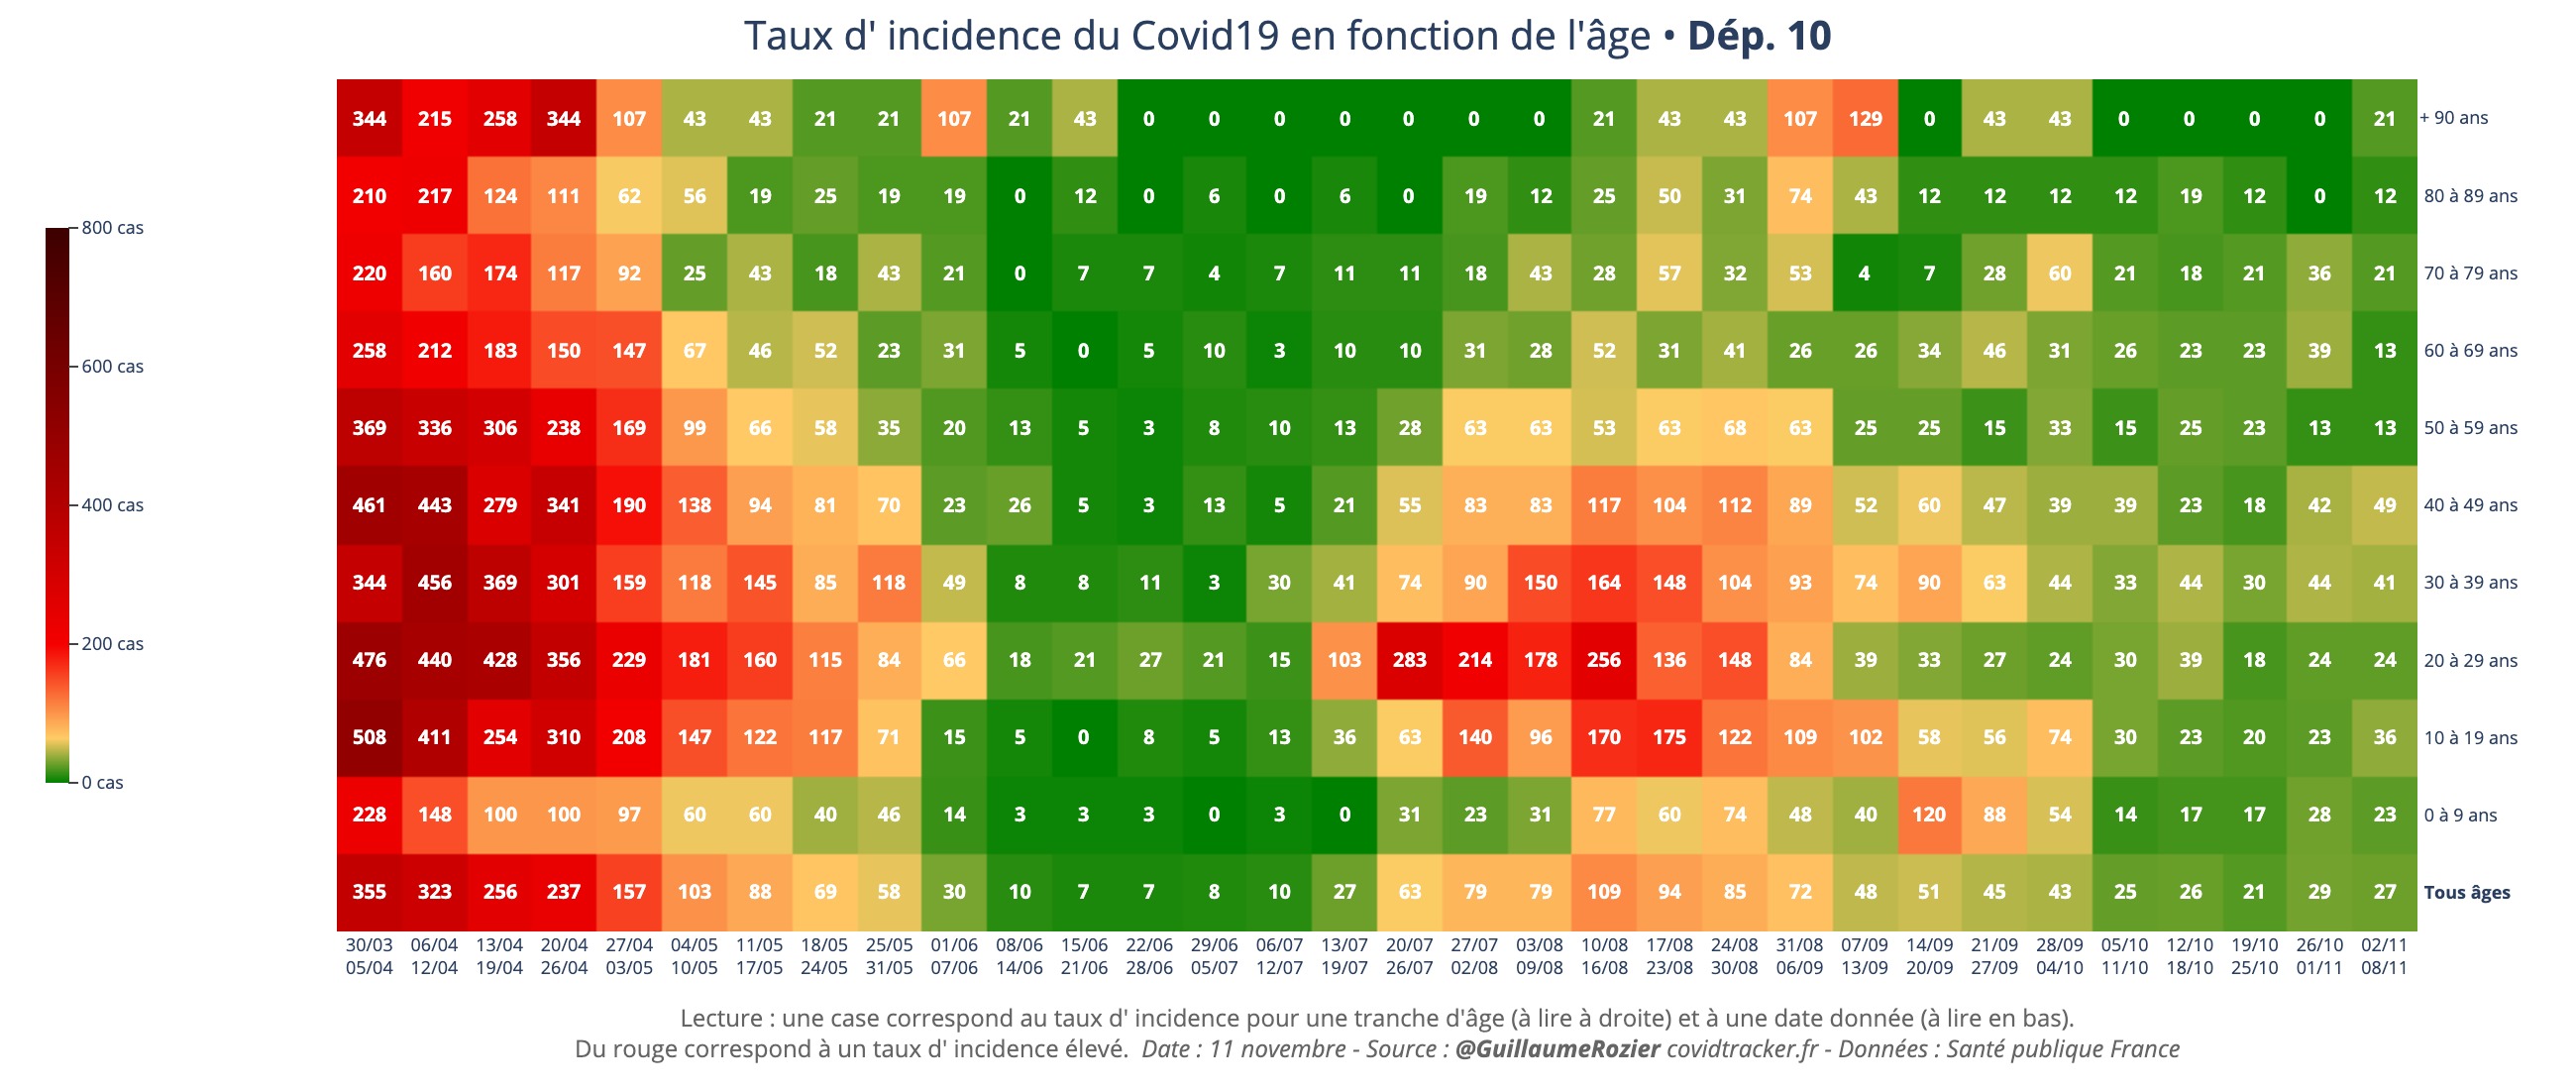 Taux d' incidence du Covid19 en fonction de l'âge • Dép. 10
800 cas
600 cas
400 cas
200 cas
0 cas
344 215 258 344 107 43 43 21 21 107 21 43 0 0 0 0 0 0 0 21 43 43 107 129 0 43 43 0 0 0 0 21 + 90 ans
210 217 124 111 62 56 19 25 19 19 0 12 0 6 0 6 0 19 12 25 50 31 74 43 12 12 12 12 19 12 0 12 80 à 89 ans
220 160 174 117 92 25 43 18 43 21 0 7 7 4 7 11 11 18 43 28 57 32 53 4 7 28 60 21 18 21 36 21 70 à 79 ans
258 212 183 150 147 67 46 52 23 31 5 0 5 10 3 10 10 31 28 52 31 41 26 26 34 46 31 26 23 23 39 13 60 à 69 ans
369 336 306 238 169 99 66 58 35 20 13 5 3 8 10 13 28 63 63 53 63 68 63 25 25 15 33 15 25 23 13 13 50 à 59 ans
461 443 279 341 190 138 94 81 70 23 26 5 3 13 5 21 55 83 83 117 104 112 89 52 60 47 39 39 23 18 42 49 40 à 49 ans
344 456 369 301 159 118 145 85 118 49 8 8 11 3 30 41 74 90 150 164 148 104 93 74 90 63 44 33 44 30 44 41 30 à 39 ans
476 440 428 356 229 181 160 115 84 66 18 21 27 21 15 103 283 214 178 256 136 148 84 39 33 27 24 30 39 18 24 24 20 à 29 ans
508 411 254 310 208 147 122 117 71 15 5 0 8 5 13 36 63 140 96 170 175 122 109 102 58 56 74 30 23 20 23 36 10 à 19 ans
228 148 100 100 97 60 60 40 46 14 3 3 3 0 3 0 31 23 31 77 60 74 48 40 120 88 54 14 17 17 28 23 0 à 9 ans
355 323 256 237 157 103 88 69 58 30 10 7 7 8 10 27 63 79 79 109 94 85 72 48 51 45 43 25 26 21 29 27 Tous âges
30/03 06/04 13/04 20/04 27/04 04/05 11/05 18/05 25/05 01/06 08/06 15/06 22/06 29/06 06/07 13/07 20/07 27/07 03/08 10/08 17/08 24/08 31/08 07/09 14/09 21/09 28/09 05/10 12/10 19/10 26/10 02/11
05/04 12/04 19/04 26/04 03/05 10/05 17/05 24/05 31/05 07/06 14/06 21/06 28/06 05/07 12/07 19/07 26/07 02/08 09/08 16/08 23/08 30/08 06/09 13/09 20/09 27/09 04/10 11/10 18/10 25/10 01/11 08/11
Lecture : une case correspond au taux d' incidence pour une tranche d'âge (à lire à droite) et à une date donnée (à lire en bas).
Du rouge correspond à un taux d' incidence élevé. Date : 11 novembre - Source : @GuillaumeRozier covidtracker.fr - Données : Santé publique France